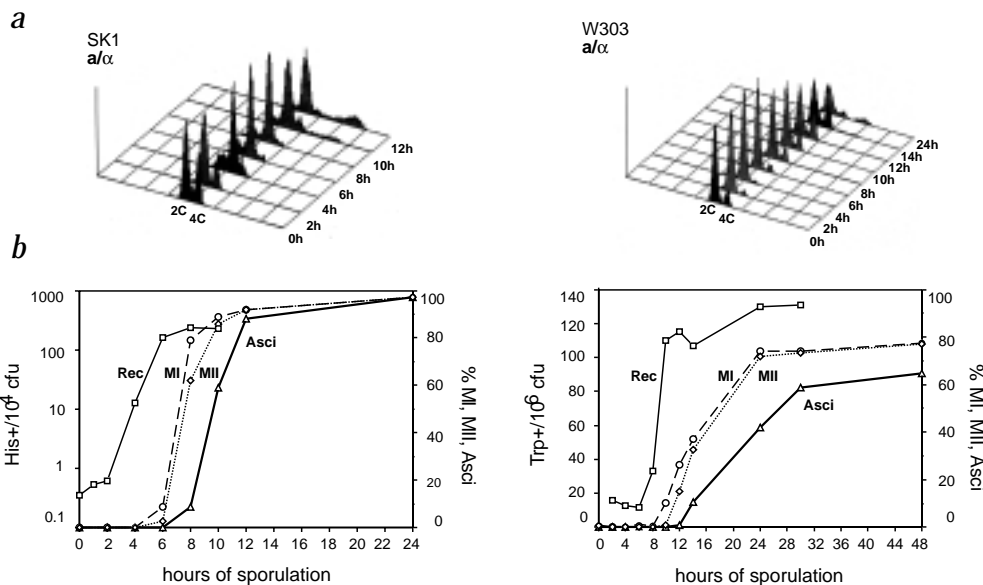 a
SK1
a/α
2C
4C
0h
2h
4h
6h
8h
10h
12h
W303
a/α
2C
4C
0h
2h
4h
6h
8h
10h
12h
14h
24h
b
1000
100
10
1
0.1
His+/10⁴ cfu
Rec
MI
MII
Asci
100
80
60
40
20
0
% MI, MII, Asci
0 2 4 6 8 10 12 14 16 18 20 22 24
hours of sporulation
140
120
100
80
60
40
20
0
Trp+/10⁶ cfu
Rec
MI
MII
Asci
100
80
60
40
20
0
% MI, MII, Asci
0 4 8 12 16 20 24 28 32 36 40 44 48
hours of sporulation